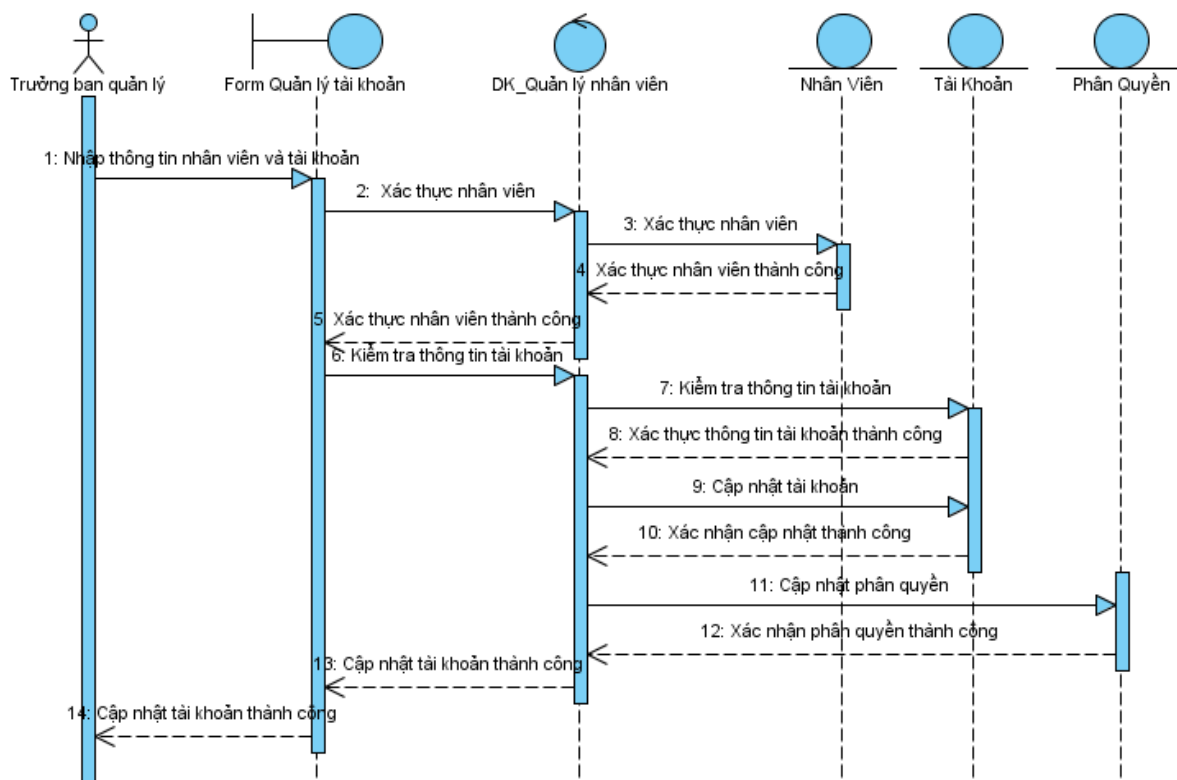 Trưởng ban quản lý
Form Quản lý tài khoản
DK_Quản lý nhân viên
Nhân Viên
Tài Khoản
Phân Quyền
1: Nhập thông tin nhân viên và tài khoản
2: Xác thực nhân viên
3: Xác thực nhân viên
4: Xác thực nhân viên thành công
5: Xác thực nhân viên thành công
6: Kiểm tra thông tin tài khoản
7: Kiểm tra thông tin tài khoản
8: Xác thực thông tin tài khoản thành công
9: Cập nhật tài khoản
10: Xác nhận cập nhật thành công
11: Cập nhật phân quyền
12: Xác nhận phân quyền thành công
13: Cập nhật tài khoản thành công
14: Cập nhật tài khoản thành công